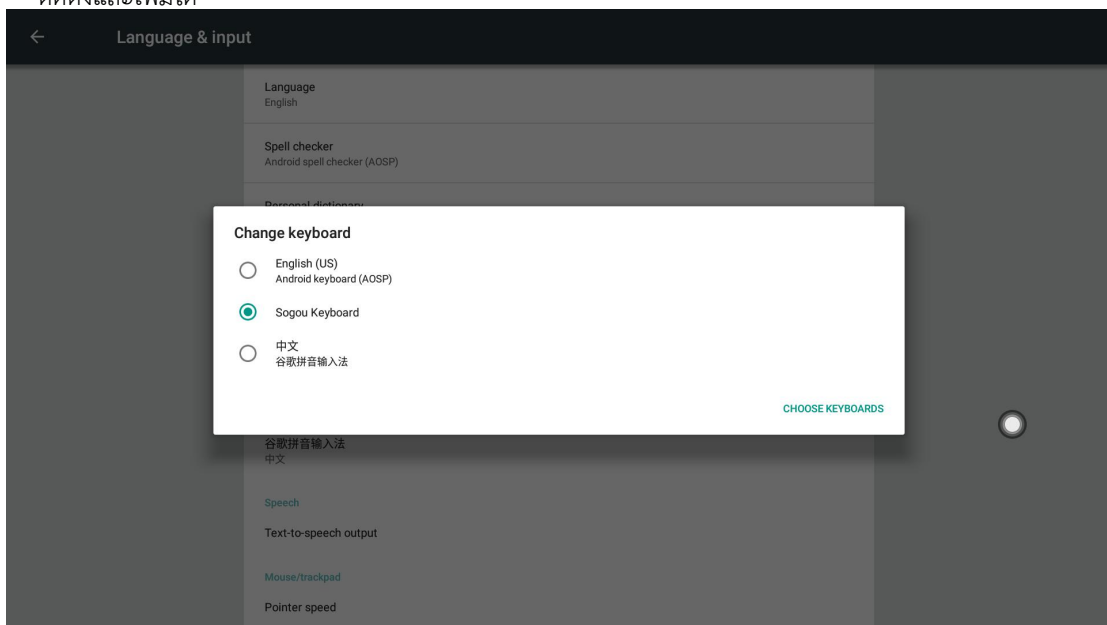 Language & input
Language
English
Spell checker
Android spell checker (AOSP)
Personal dictionary
Change keyboard
English (US)
Android keyboard (AOSP)
Sogou Keyboard
中文
谷歌拼音输入法
CHOOSE KEYBOARDS
谷歌拼音输入法
中文
Speech
Text-to-speech output
Mouse/trackpad
Pointer speed